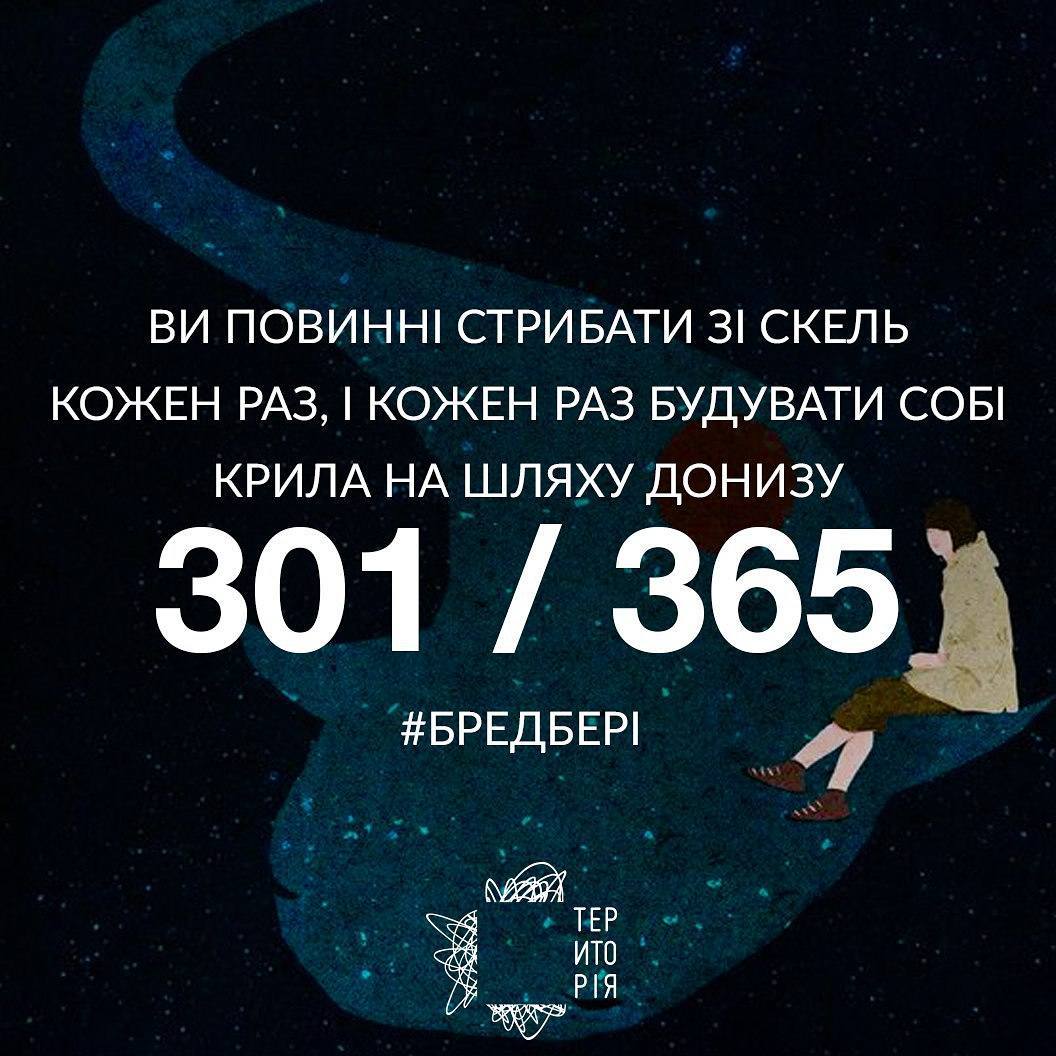 ВИ ПОВИННІ СТРИБАТИ ЗІ СКЕЛЬ
КОЖЕН РАЗ, І КОЖЕН РАЗ БУДУВАТИ СОБІ
КРИЛА НА ШЛЯХУ ДОНИЗУ
301 / 365
#БРЕДБЕРІ
ТЕР
ИТО
РІЯ